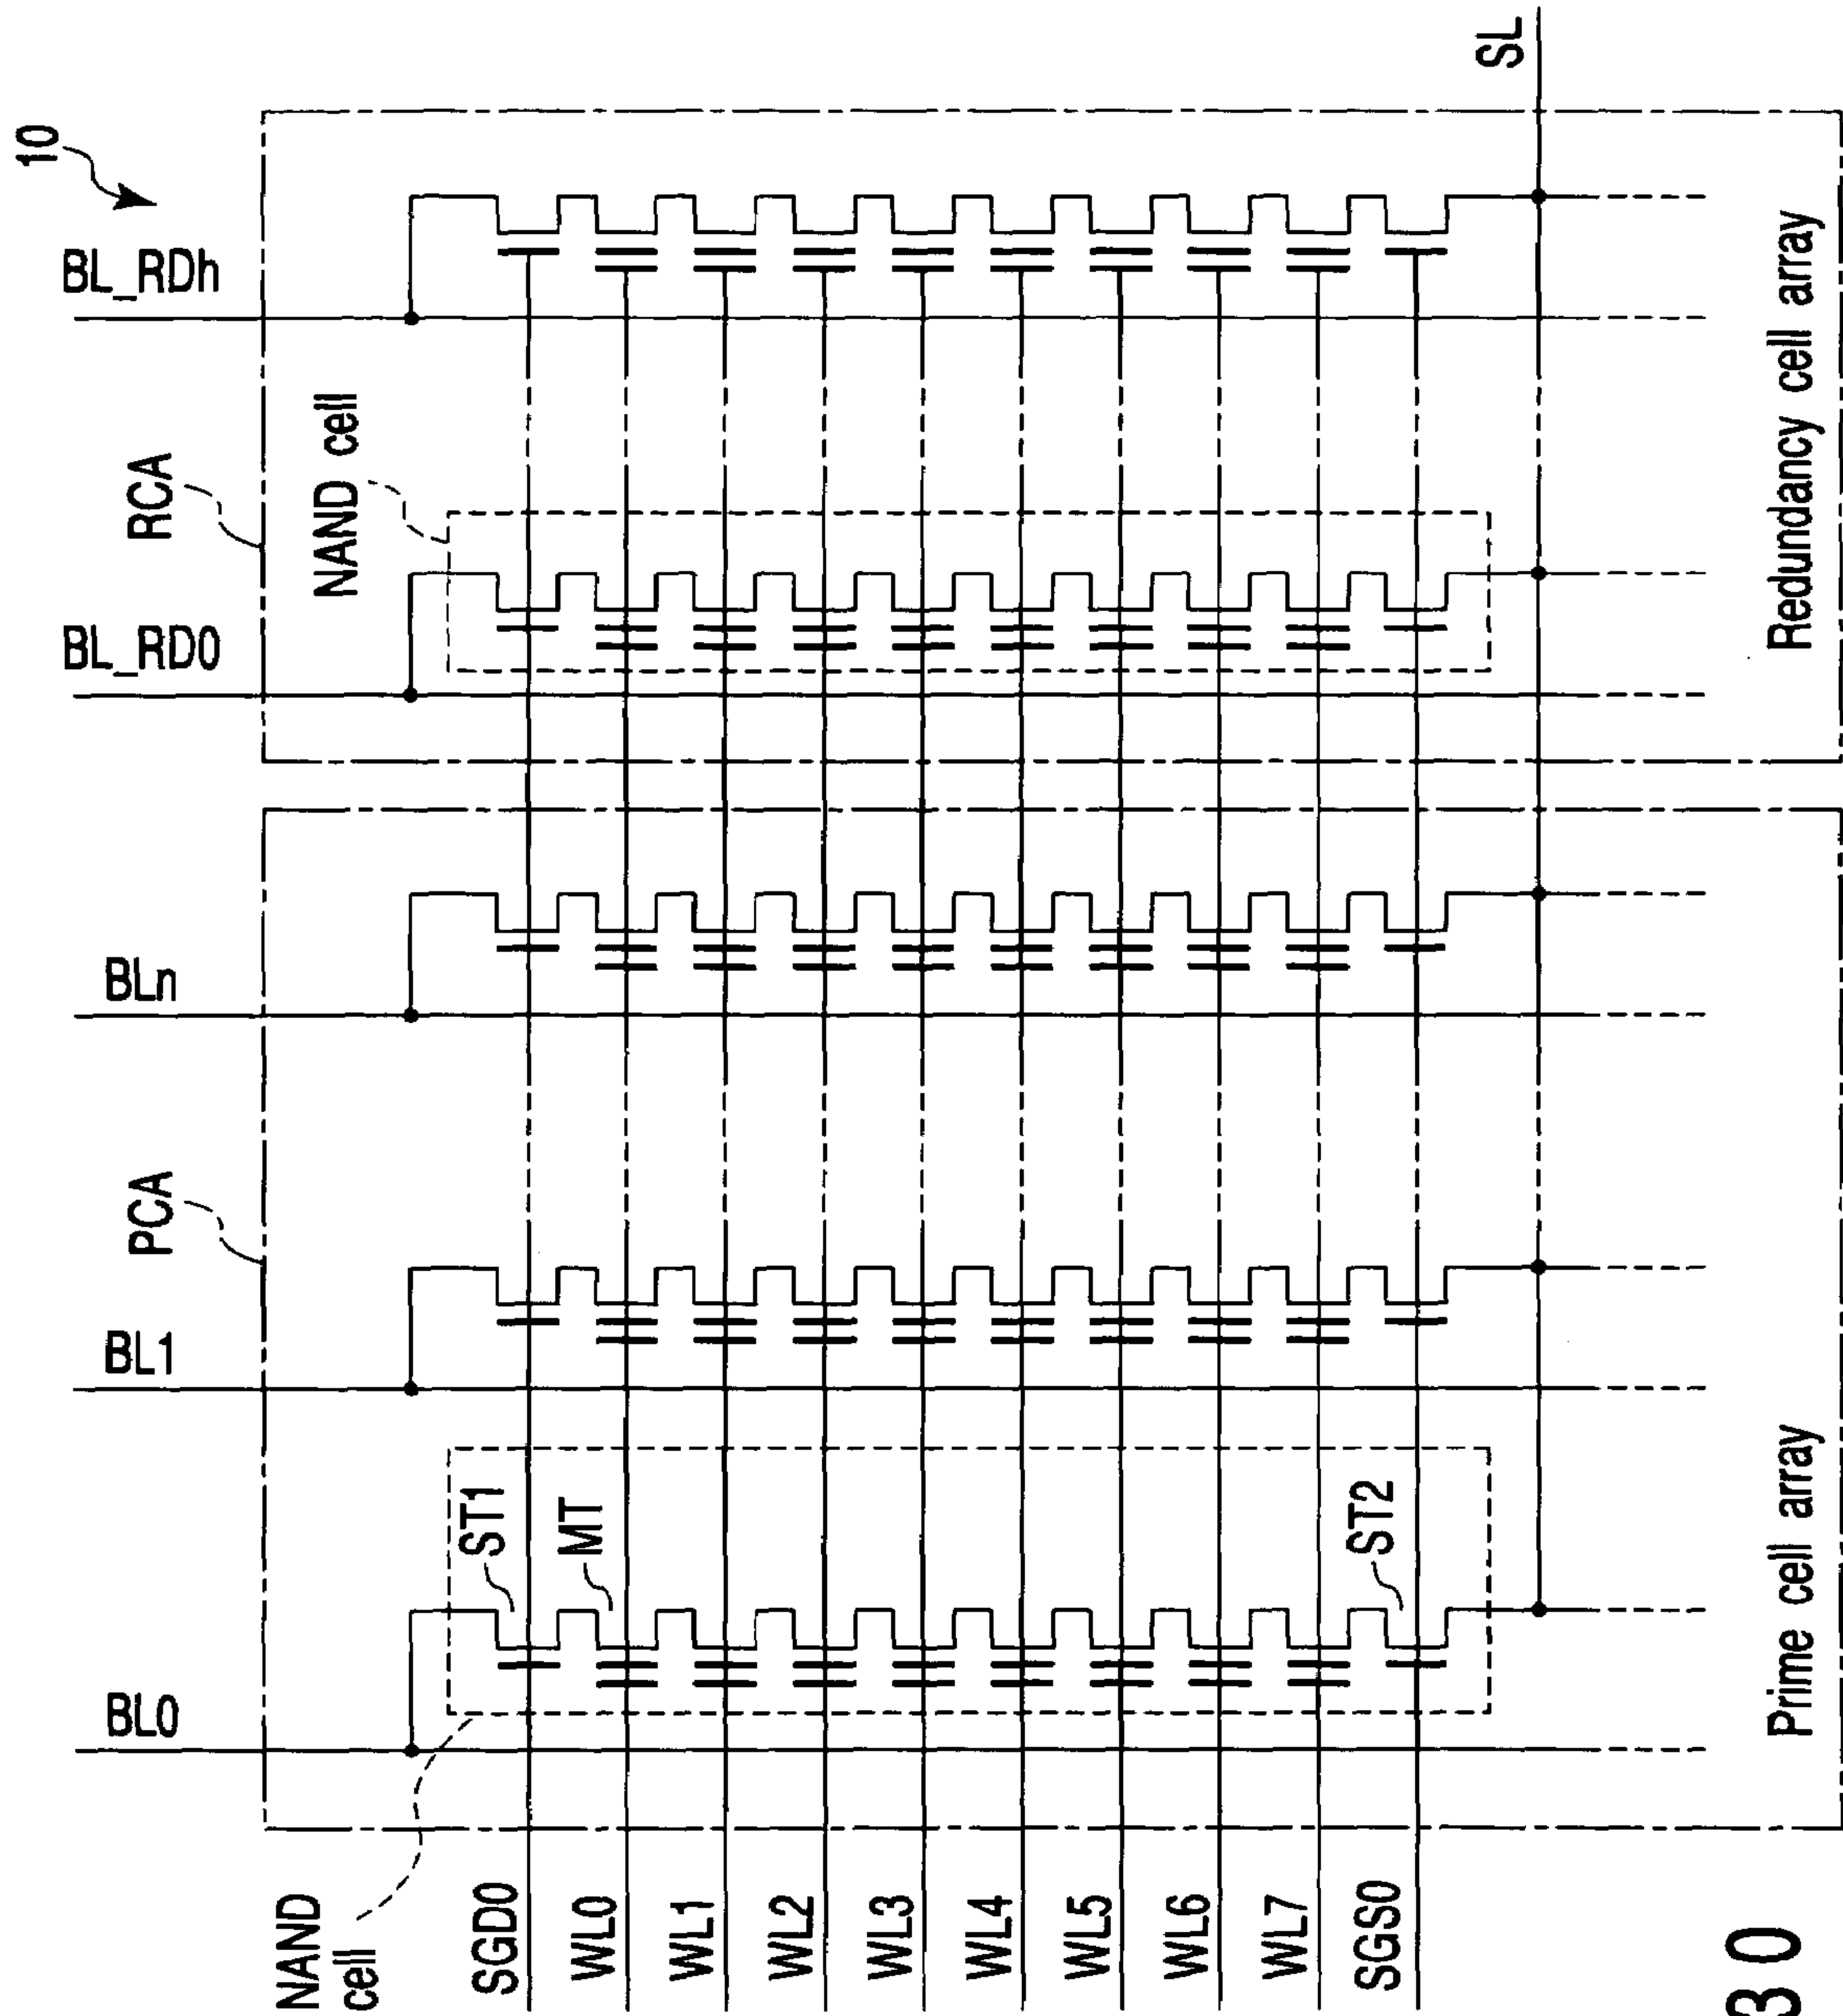 10
BL0
BL1
BLn
BL_RD0
BL_RDh
PCA
RCA
NAND cell
NAND
cell
ST1
MT
ST2
SGD0
WL0
WL1
WL2
WL3
WL4
WL5
WL6
WL7
SGS0
SL
Prime cell array
Redundancy cell array
30